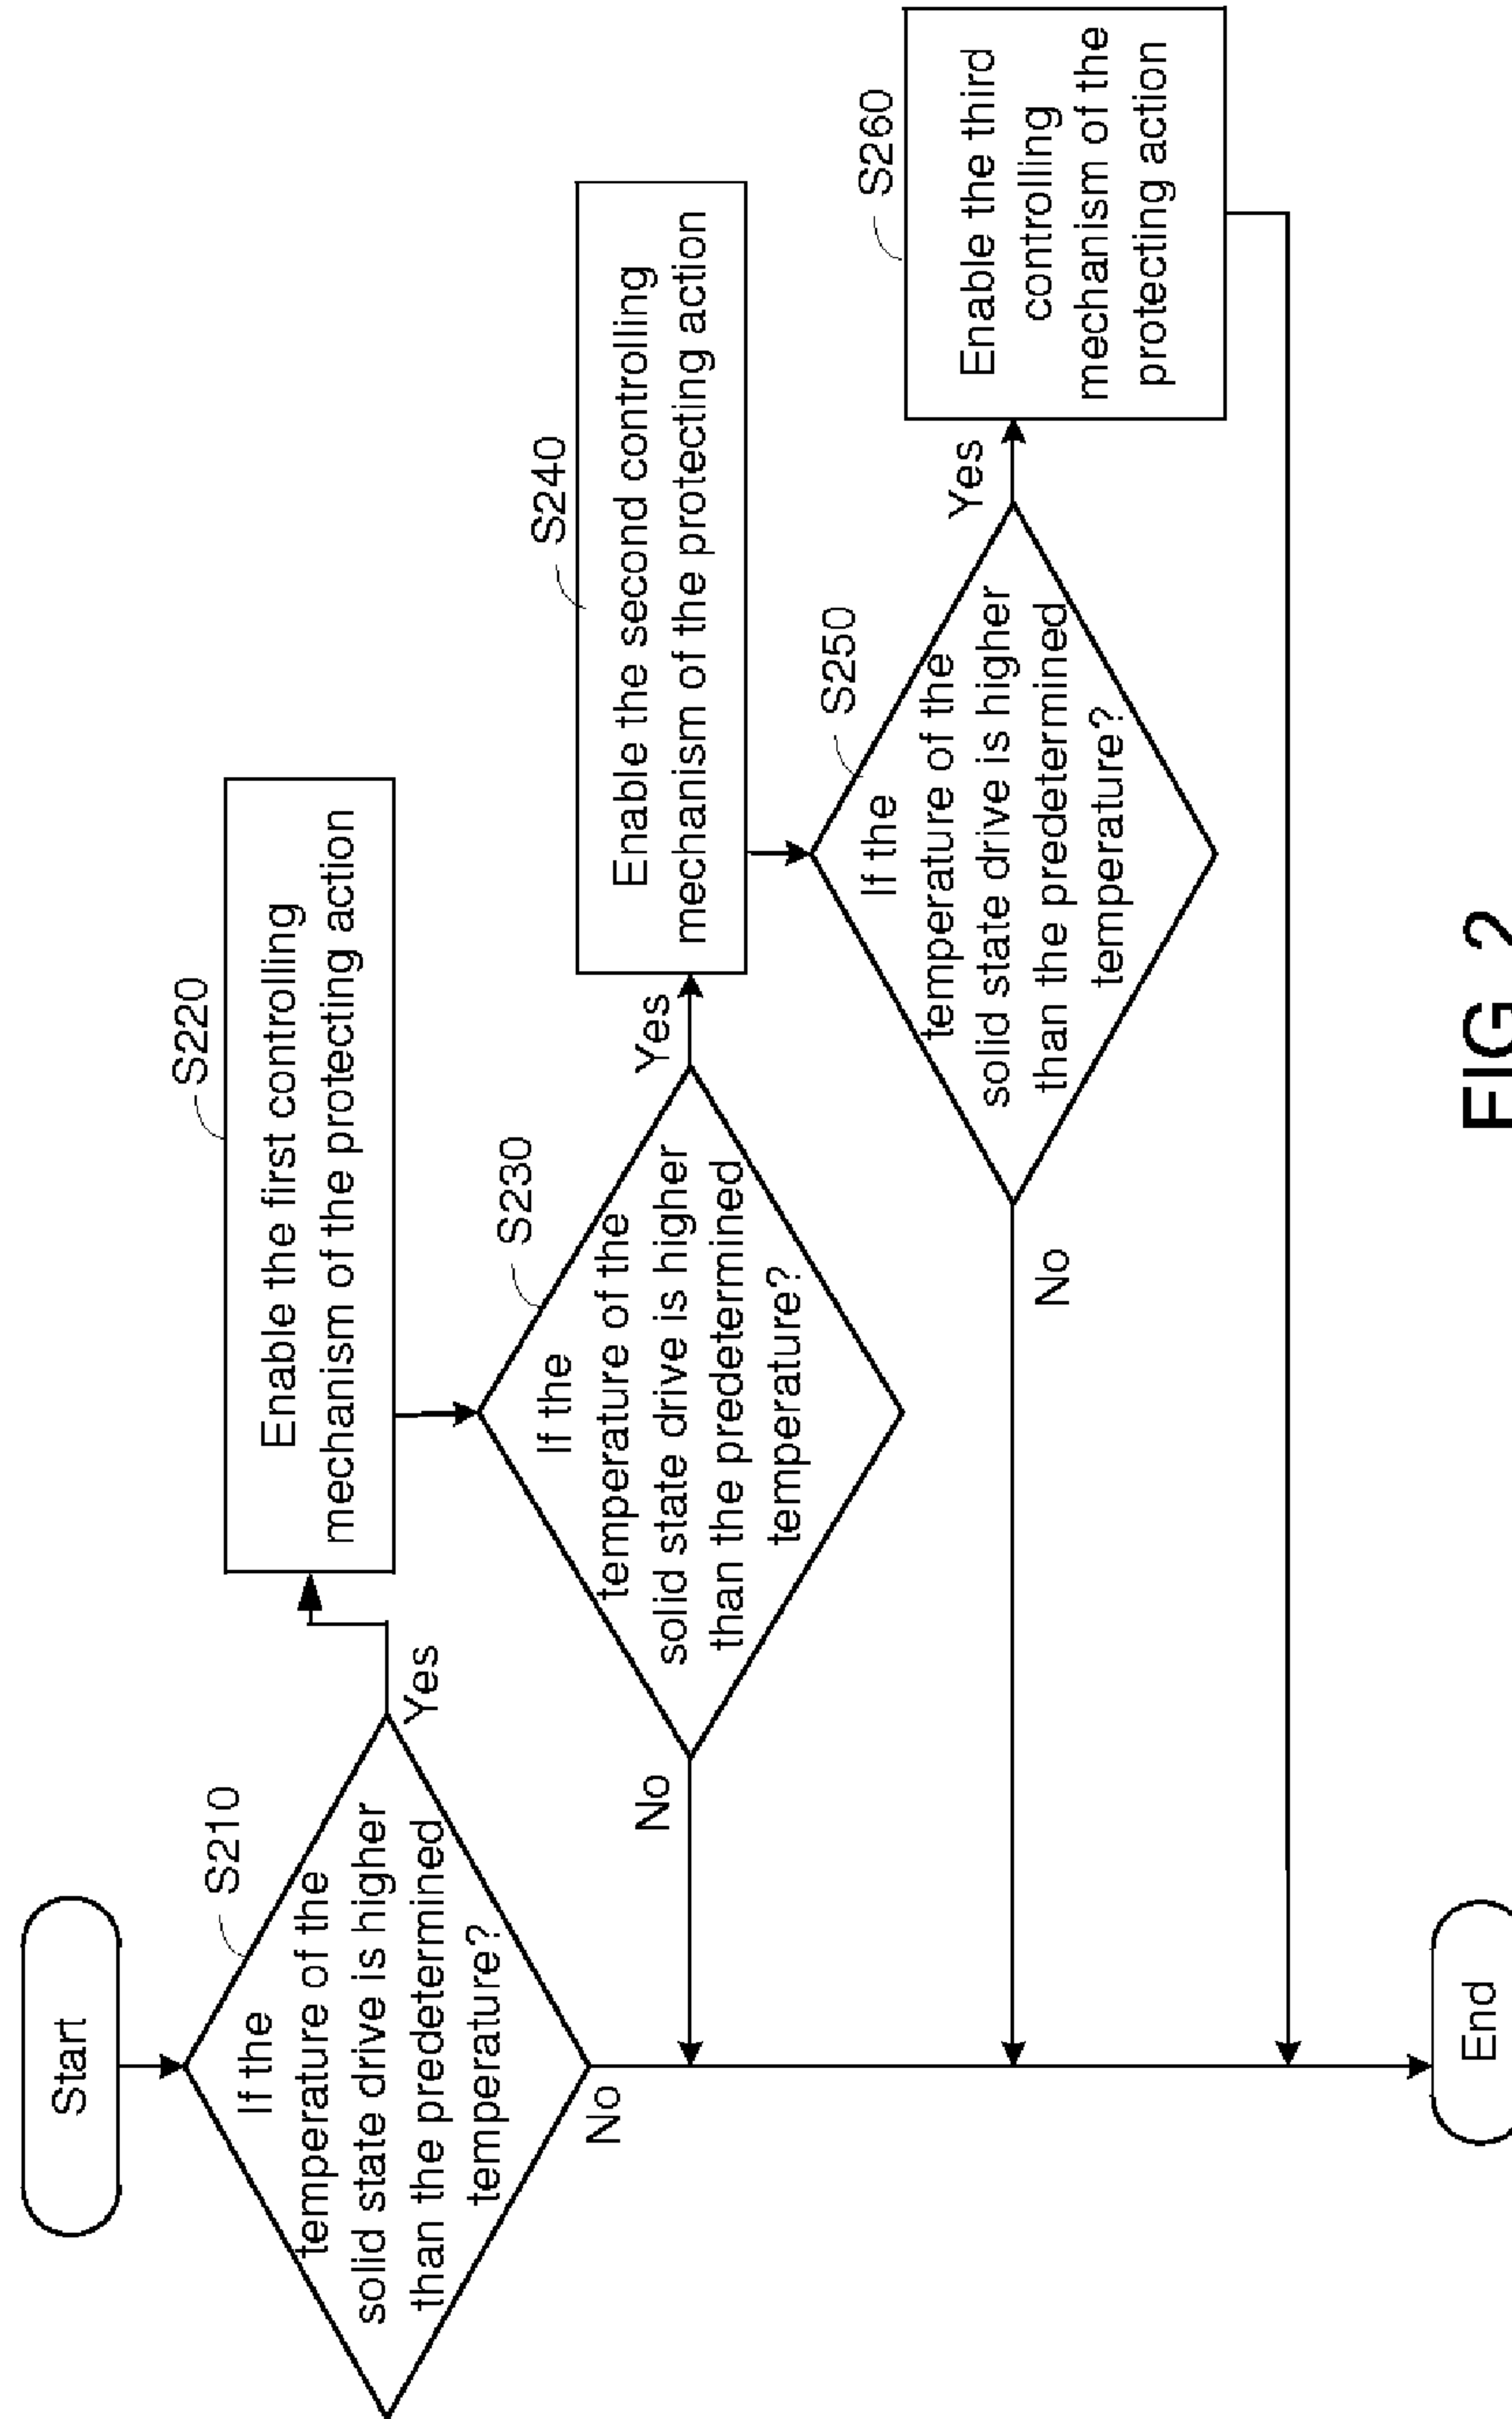 Start
S210
If the
temperature of the
solid state drive is higher
than the predetermined
temperature?
Yes
No
S220
Enable the first controlling
mechanism of the protecting action
S230
If the
temperature of the
solid state drive is higher
than the predetermined
temperature?
Yes
No
S240
Enable the second controlling
mechanism of the protecting action
S250
If the
temperature of the
solid state drive is higher
than the predetermined
temperature?
Yes
No
S260
Enable the third
controlling
mechanism of the
protecting action
End
FIG. 2